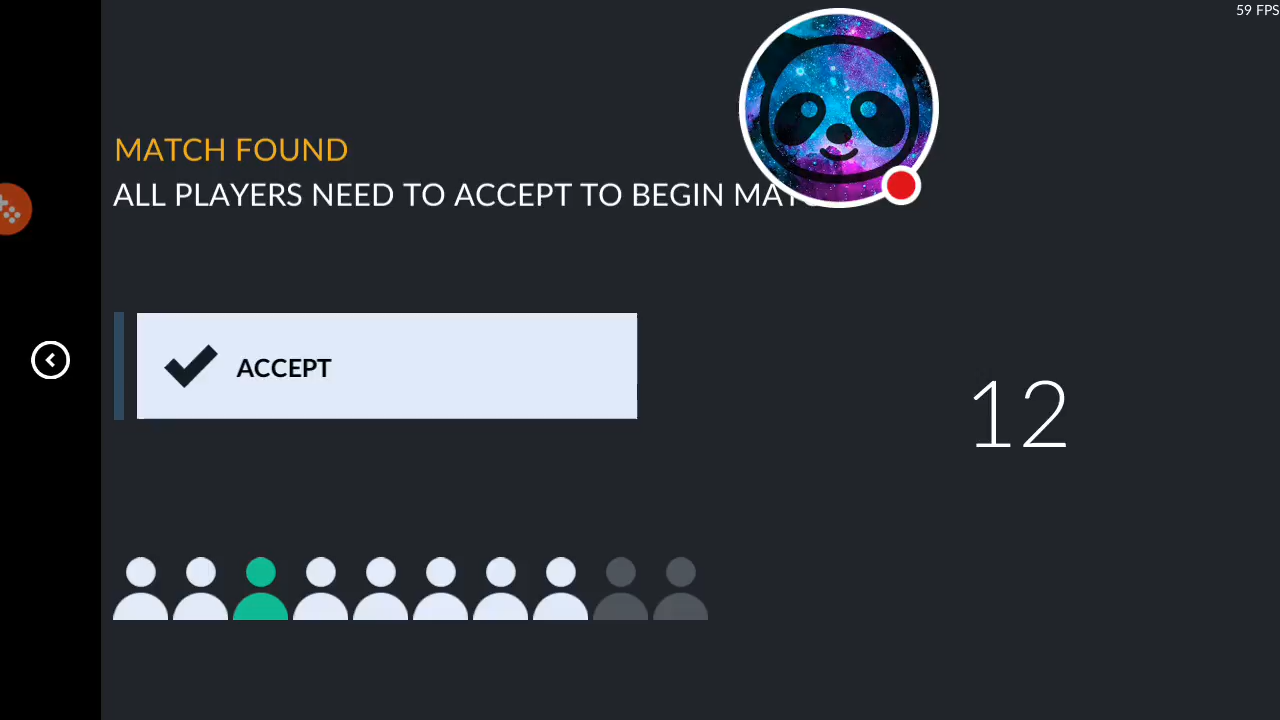 59 FPS
MATCH FOUND
ALL PLAYERS NEED TO ACCEPT TO BEGIN
ACCEPT
12